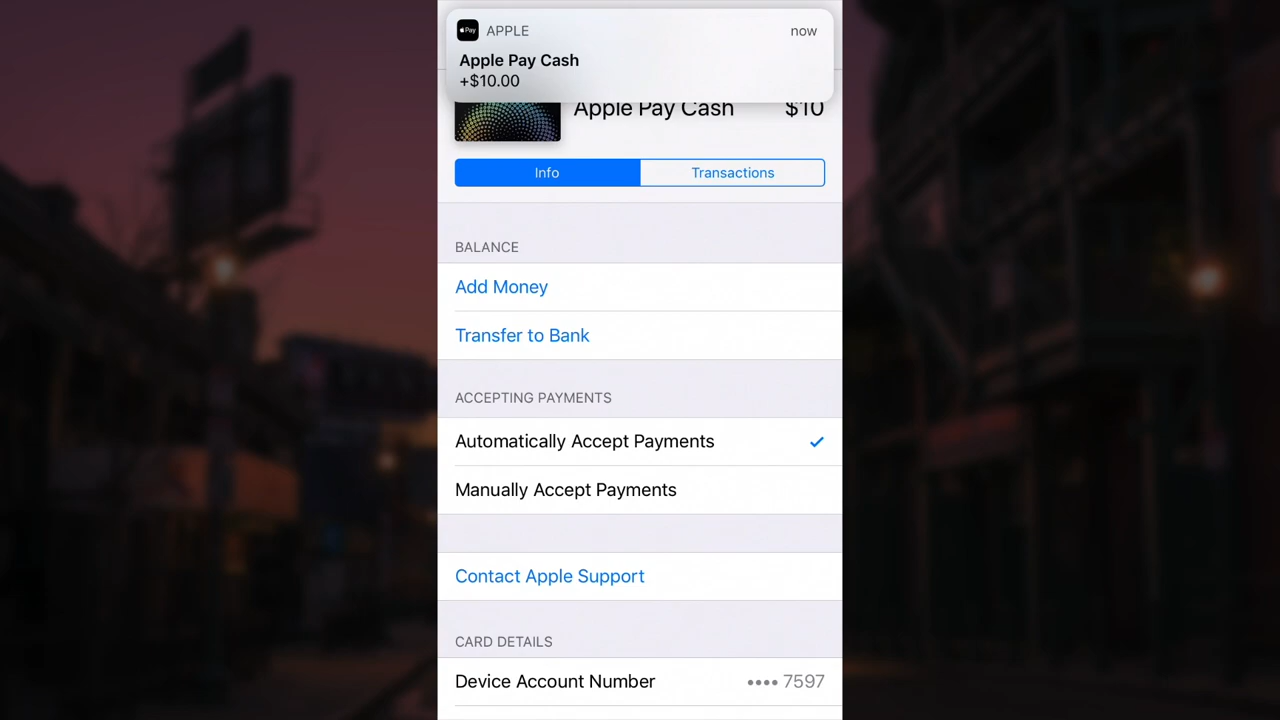 Pay APPLE now
Apple Pay Cash
+$10.00
Apple Pay Cash $10
Info Transactions
BALANCE
Add Money
Transfer to Bank
ACCEPTING PAYMENTS
Automatically Accept Payments
Manually Accept Payments
Contact Apple Support
CARD DETAILS
Device Account Number •••• 7597